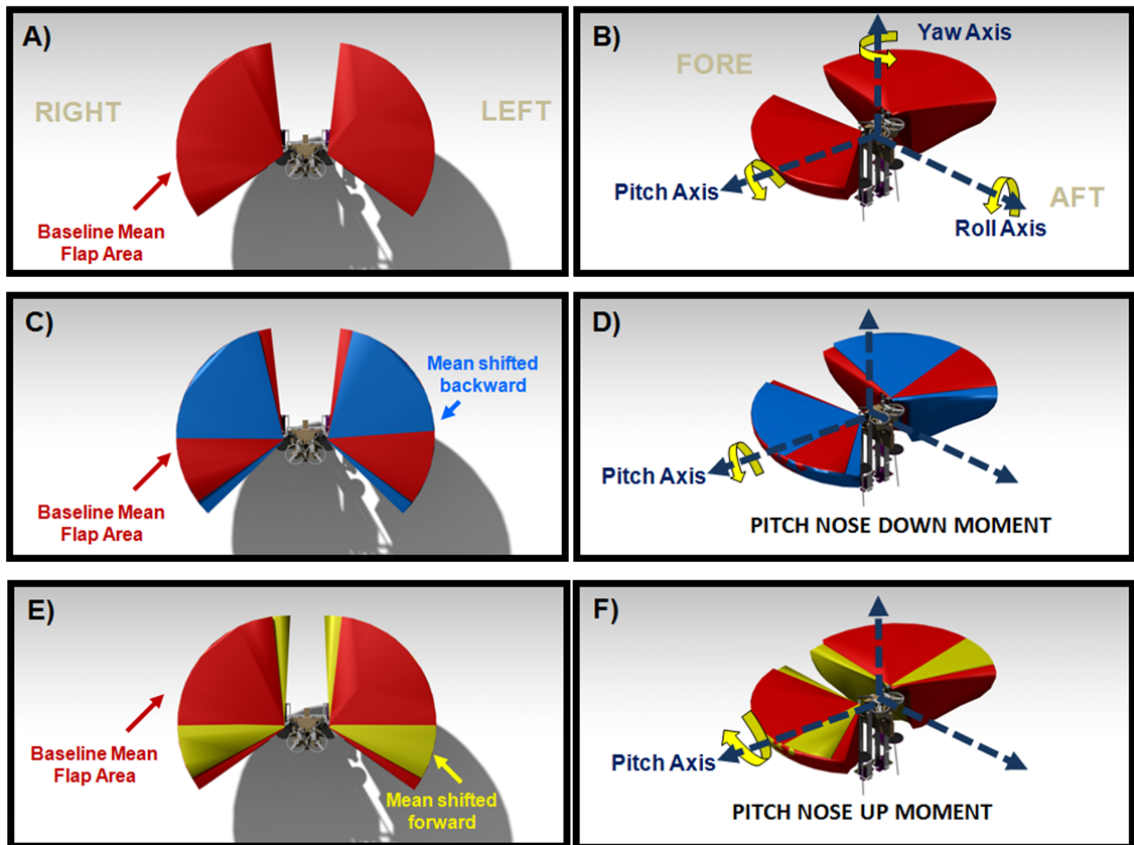 A)
RIGHT
LEFT
Baseline Mean
Flap Area
B)
Yaw Axis
FORE
Pitch Axis
AFT
Roll Axis
C)
Mean shifted
backward
Baseline Mean
Flap Area
D)
Pitch Axis
PITCH NOSE DOWN MOMENT
E)
Baseline Mean
Flap Area
Mean shifted
forward
F)
Pitch Axis
PITCH NOSE UP MOMENT